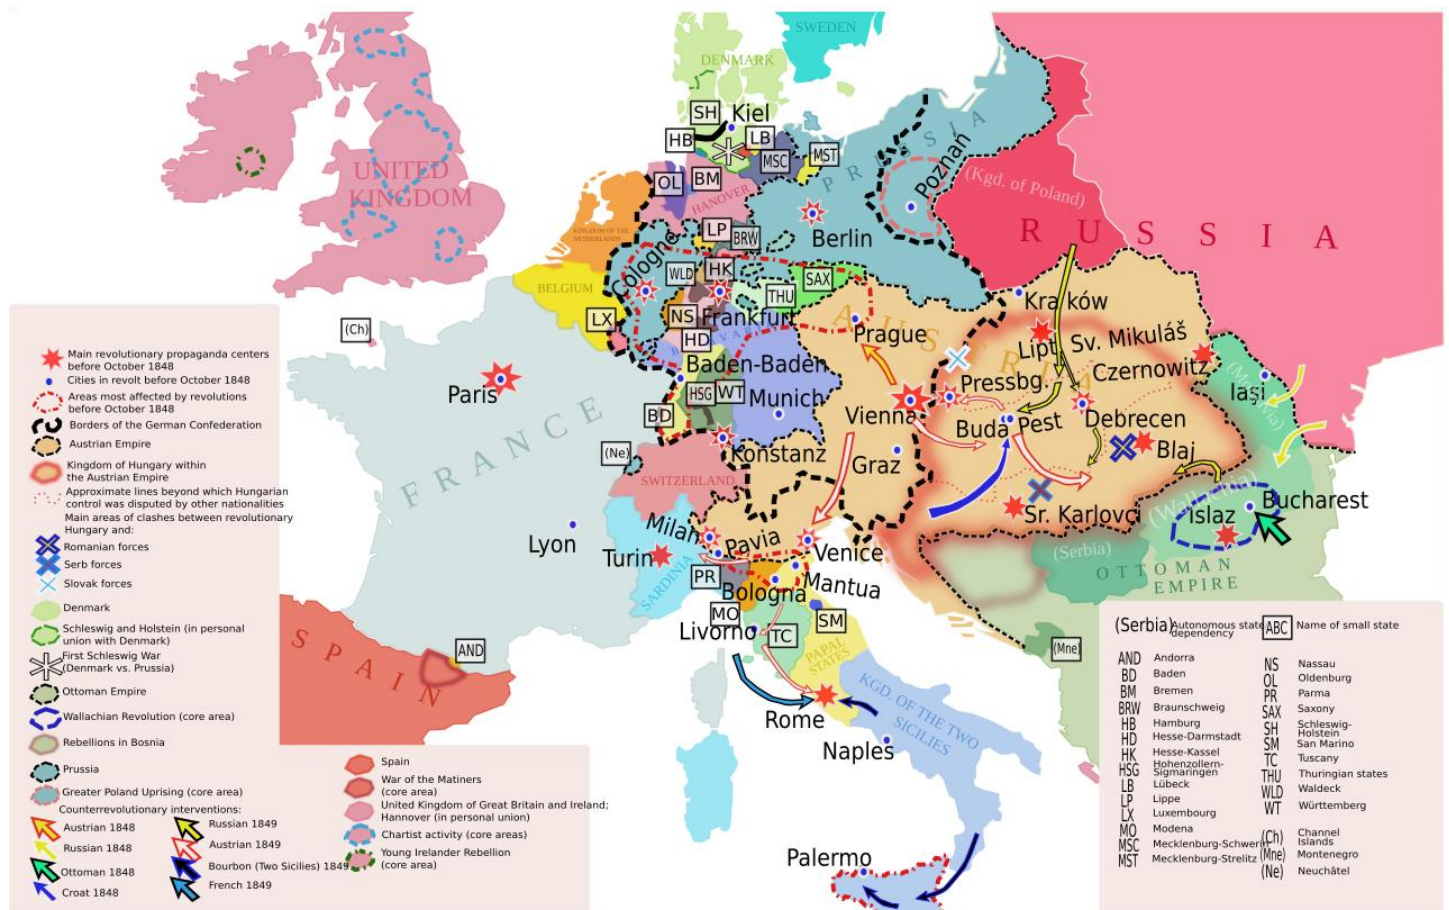 SWEDEN
DENMARK
SH
Kiel
HB
LB
MSC
MST
PRUSSIA
UNITED
KINGDOM
OL
BM
HANOVER
Poznań
(Kgd. of Poland)
RUSSIA
KINGDOM OF THE
NETHERLANDS
LP
BRW
Berlin
Cologne
WLD
HK
SAX
THU
BELGIUM
LX
NS
Frankfurt
HD
BAVARIA
Prague
AUSTRIA
Kraków
Lipt. Sv. Mikuláš
(Ch)
Paris
FRANCE
Baden-Baden
HSG
WT
BD
Munich
Vienna
Pressbg.
Czernowitz
(Moldavia)
Iaşi
Buda Pest
Debrecen
(Ne)
Konstanz
Graz
Blaj
SWITZERLAND
Sr. Karlovci
(Wallachia)
Bucharest
Islaz
Lyon
Milan
Pavia
Turin
Venice
SARDINIA
PR
Mantua
Bologna
(Serbia)
OTTOMAN
EMPIRE
MO
Livorno
TC
SM
PAPAL
STATES
(Mne)
SPAIN
AND
Rome
KGD. OF THE TWO
SICILIES
Naples
Palermo
Main revolutionary propaganda centers
before October 1848
Cities in revolt before October 1848
Areas most affected by revolutions
before October 1848
Borders of the German Confederation
Austrian Empire
Kingdom of Hungary within
the Austrian Empire
Approximate lines beyond which Hungarian
control was disputed by other nationalities
Main areas of clashes between revolutionary
Hungary and:
Romanian forces
Serb forces
Slovak forces
Denmark
Schleswig and Holstein (in personal
union with Denmark)
First Schleswig War
(Denmark vs. Prussia)
Ottoman Empire
Wallachian Revolution (core area)
Rebellions in Bosnia
Prussia
Greater Poland Uprising (core area)
Counterrevolutionary interventions:
Austrian 1848
Russian 1848
Ottoman 1848
Croat 1848
Russian 1849
Austrian 1849
Bourbon (Two Sicilies) 1849
French 1849
Spain
War of the Matiners
(core area)
United Kingdom of Great Britain and Ireland;
Hannover (in personal union)
Chartist activity (core areas)
Young Irelander Rebellion
(core area)
(Serbia) Autonomous state,
dependency
ABC Name of small state
AND Andorra
BD Baden
BM Bremen
BRW Braunschweig
HB Hamburg
HD Hesse-Darmstadt
HK Hesse-Kassel
HSG Hohenzollern-
Sigmaringen
LB Lübeck
LP Lippe
LX Luxembourg
MO Modena
MSC Mecklenburg-Schwerin
MST Mecklenburg-Strelitz
NS Nassau
OL Oldenburg
PR Parma
SAX Saxony
SH Schleswig-
Holstein
SM San Marino
TC Tuscany
THU Thuringian states
WLD Waldeck
WT Württemberg
(Ch) Channel
Islands
(Mne) Montenegro
(Ne) Neuchâtel